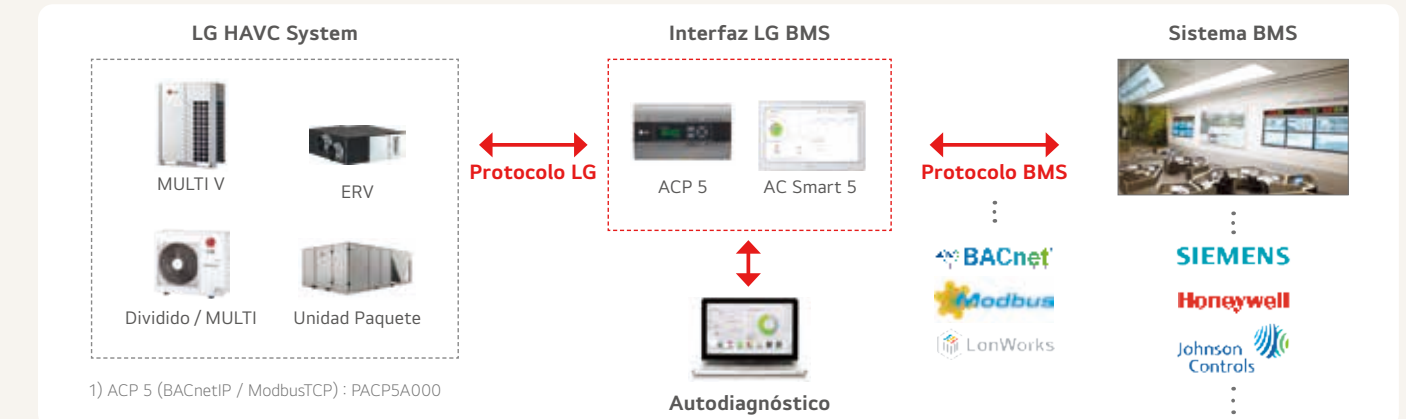 LG HAVC System
Interfaz LG BMS
Sistema BMS
MULTI V
ERV
Dividido / MULTI
Unidad Paquete
Protocolo LG
ACP 5
AC Smart 5
Protocolo BMS
BACnet
Modbus
LonWorks
SIEMENS
Honeywell
Johnson
Controls
Autodiagnóstico
1) ACP 5 (BACnetIP / ModbusTCP) : PACP5A000